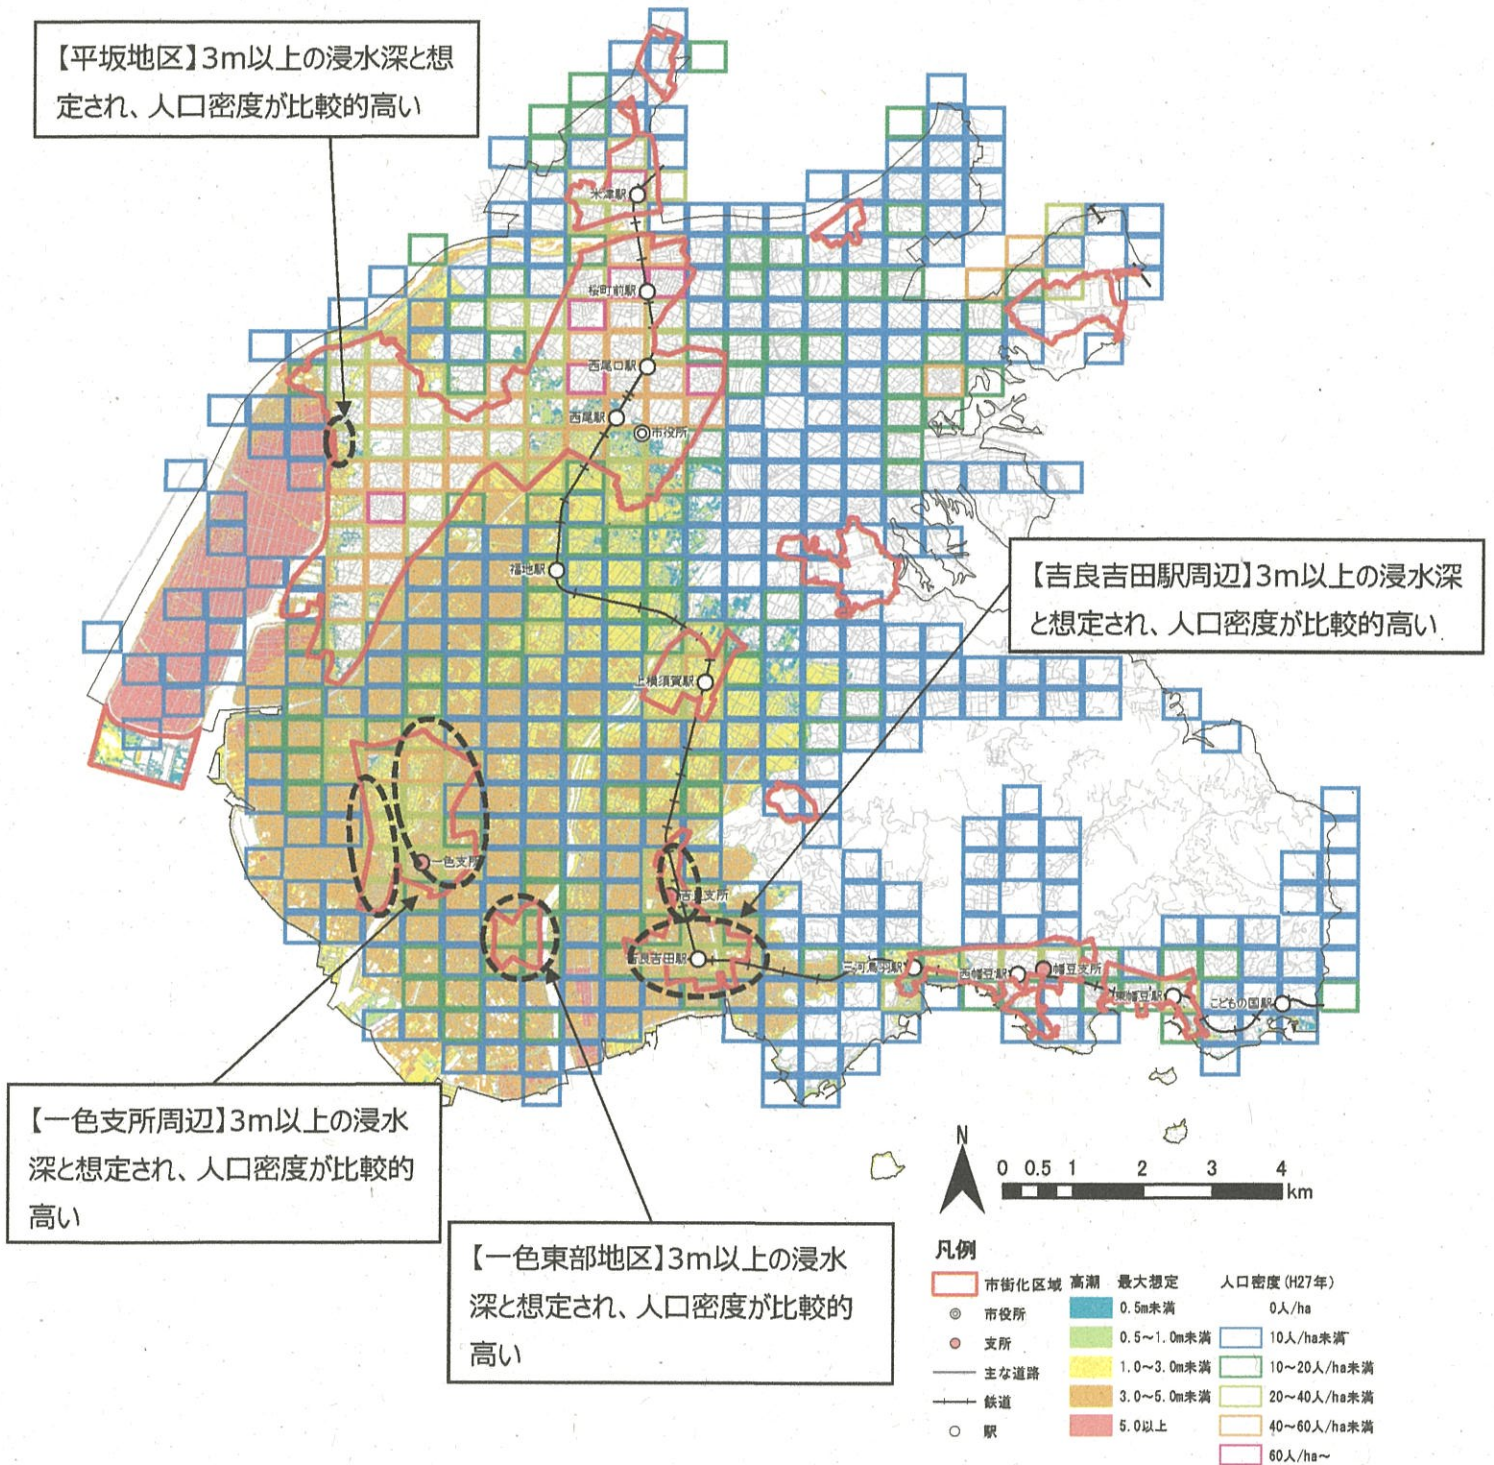 【平坂地区】3m以上の浸水深と想
定され、人口密度が比較的高い
米津駅
桜町前駅
西尾口駅
西尾駅
市役所
福地駅
【吉良吉田駅周辺】3m以上の浸水深
と想定され、人口密度が比較的高い
上横須賀駅
一色支所
吉良支所
吉良吉田駅
三河鳥羽駅
西幡豆駅
幡豆支所
東幡豆駅
こどもの国駅
【一色支所周辺】3m以上の浸水
深と想定され、人口密度が比較的
高い
【一色東部地区】3m以上の浸水
深と想定され、人口密度が比較的
高い
N
0 0.5 1 2 3 4
km
凡例
市街化区域
市役所
支所
主な道路
鉄道
駅
高潮 最大想定
0.5m未満
0.5~1.0m未満
1.0~3.0m未満
3.0~5.0m未満
5.0以上
人口密度(H27年)
0人/ha
10人/ha未満
10~20人/ha未満
20~40人/ha未満
40~60人/ha未満
60人/ha~